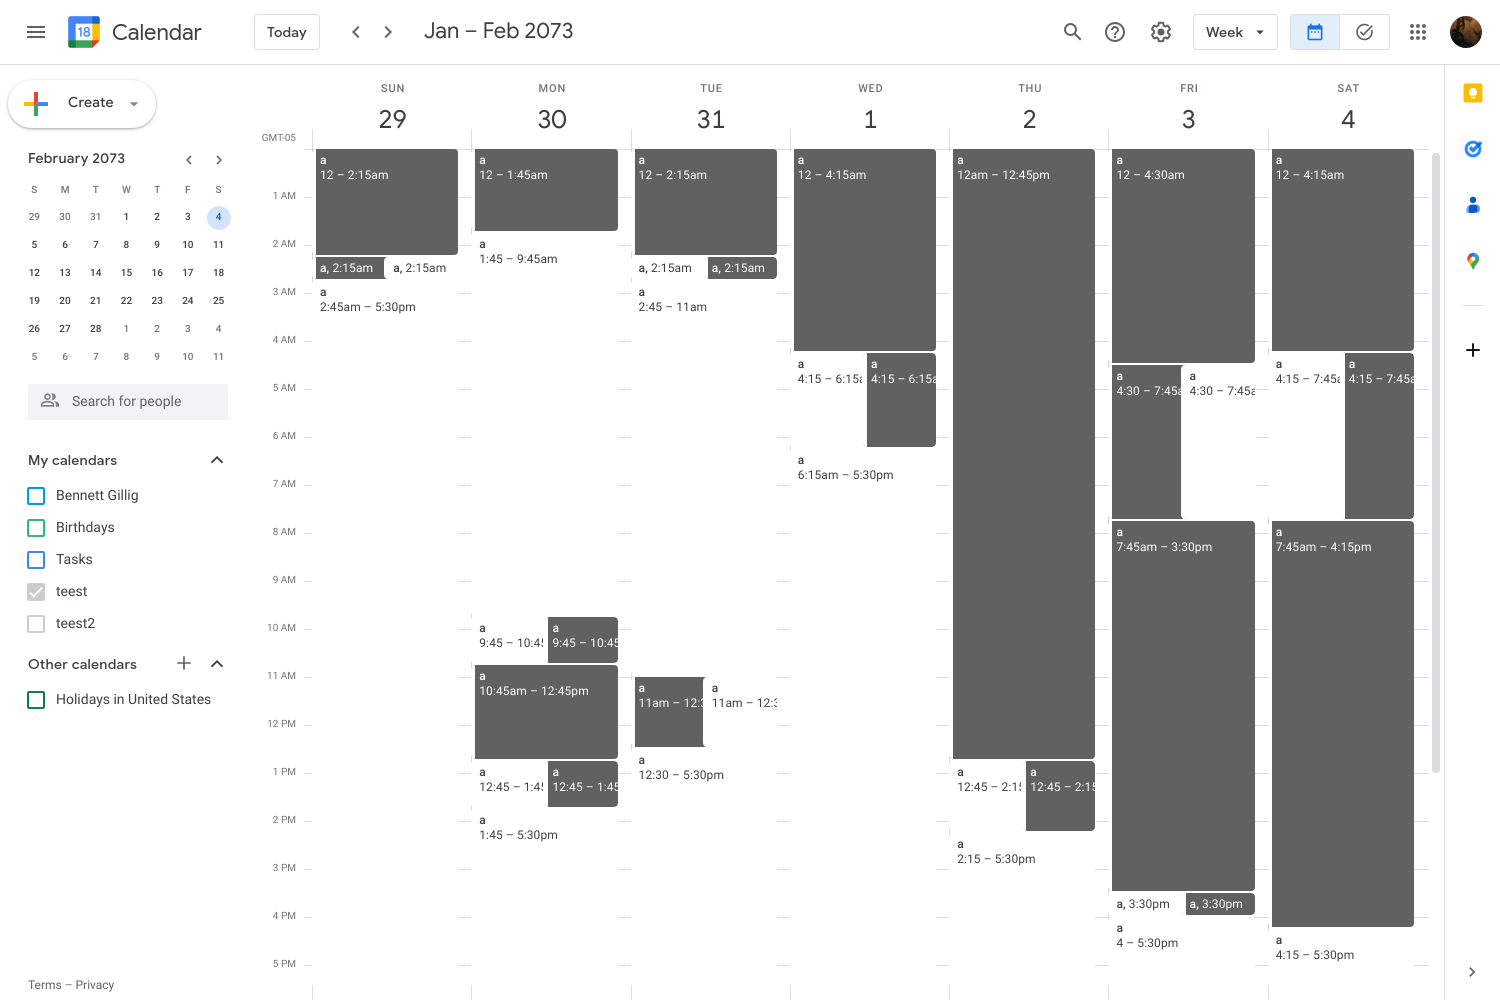 18 Calendar
Today
Jan – Feb 2073
Week
Create
February 2073
S M T W T F S
29 30 31 1 2 3 4
5 6 7 8 9 10 11
12 13 14 15 16 17 18
19 20 21 22 23 24 25
26 27 28 1 2 3 4
5 6 7 8 9 10 11
Search for people
My calendars
Bennett Gillig
Birthdays
Tasks
teest
teest2
Other calendars
Holidays in United States
Terms – Privacy
GMT-05
1 AM
2 AM
3 AM
4 AM
5 AM
6 AM
7 AM
8 AM
9 AM
10 AM
11 AM
12 PM
1 PM
2 PM
3 PM
4 PM
5 PM
SUN
29
a
12 – 2:15am
a, 2:15am
a, 2:15am
a
2:45am – 5:30pm
MON
30
a
12 – 1:45am
a
1:45 – 9:45am
a
9:45 – 10:45
a
9:45 – 10:45
a
10:45am – 12:45pm
a
12:45 – 1:45
a
12:45 – 1:45
a
1:45 – 5:30pm
TUE
31
a
12 – 2:15am
a, 2:15am
a, 2:15am
a
2:45 – 11am
a
11am – 12:3
a
11am – 12:3
a
12:30 – 5:30pm
WED
1
a
12 – 4:15am
a
4:15 – 6:15a
a
4:15 – 6:15a
a
6:15am – 5:30pm
THU
2
a
12am – 12:45pm
a
12:45 – 2:15
a
12:45 – 2:15
a
2:15 – 5:30pm
FRI
3
a
12 – 4:30am
a
4:30 – 7:45a
a
4:30 – 7:45a
a
7:45am – 3:30pm
a, 3:30pm
a, 3:30pm
a
4 – 5:30pm
SAT
4
a
12 – 4:15am
a
4:15 – 7:45a
a
4:15 – 7:45a
a
7:45am – 4:15pm
a
4:15 – 5:30pm